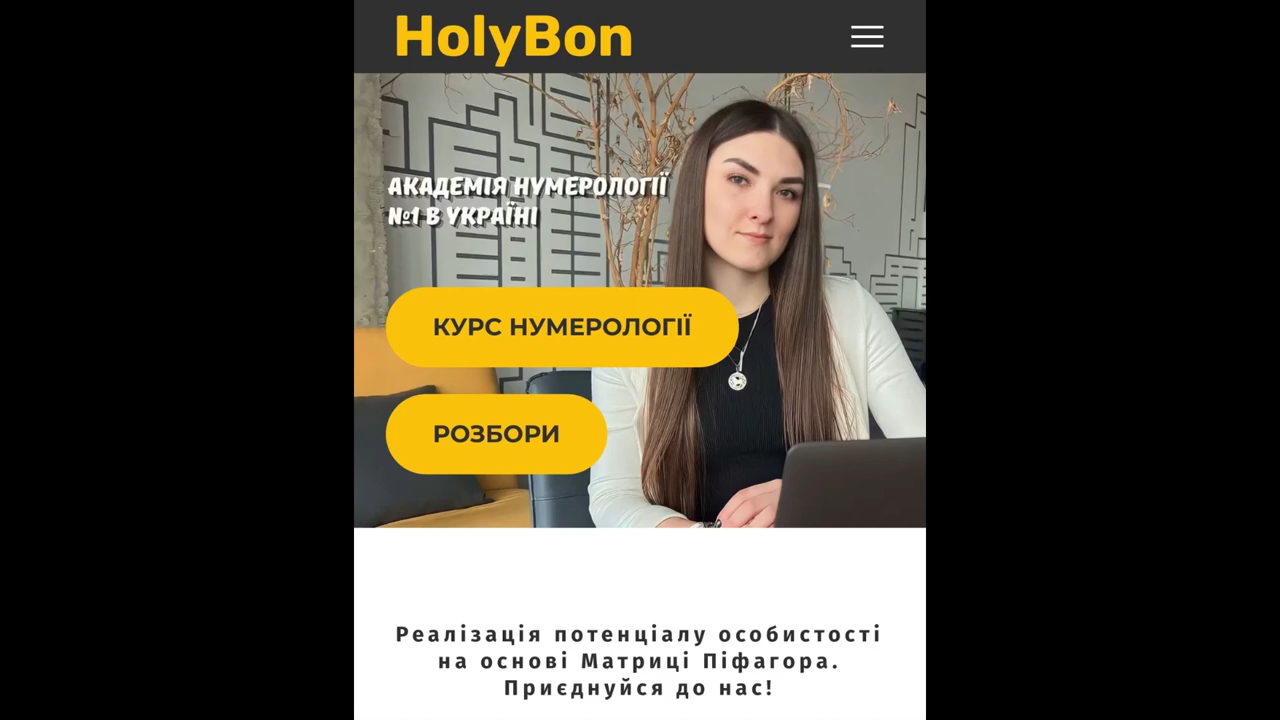 HolyBon
АКАДЕМІЯ НУМЕРОЛОГІЇ
№1 В УКРАЇНІ
КУРС НУМЕРОЛОГІЇ
РОЗБОРИ
Реалізація потенціалу особистості
на основі Матриці Піфагора.
Приєднуйся до нас!